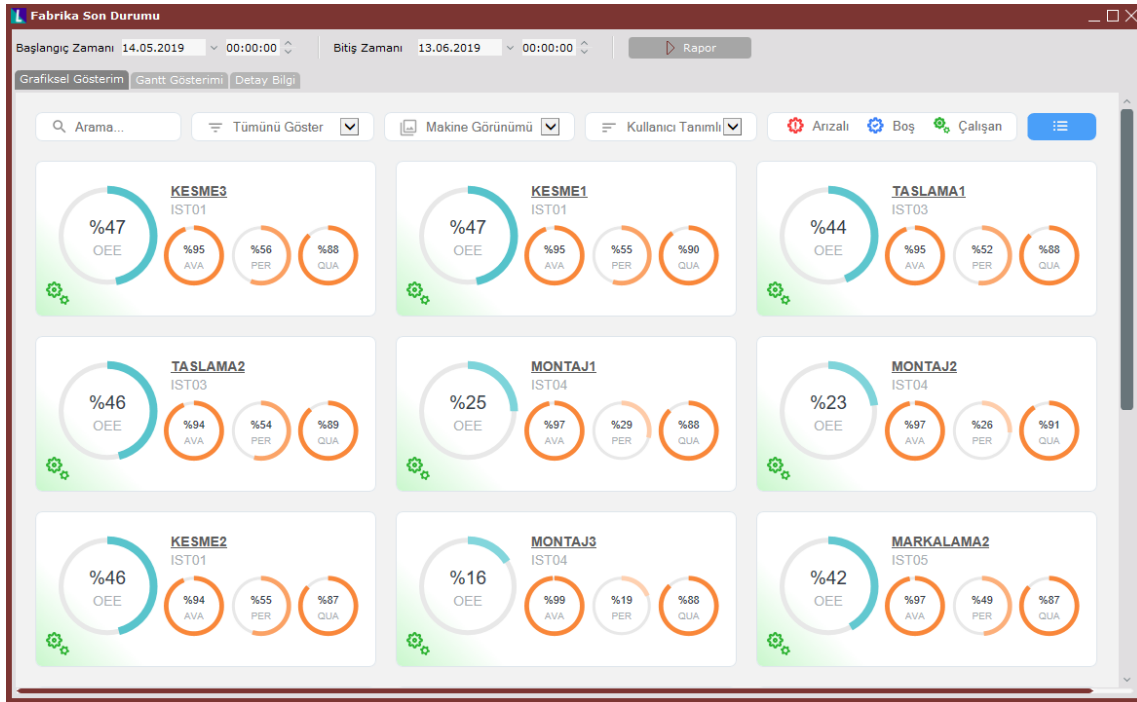 Fabrika Son Durumu
Başlangıç Zamanı 14.05.2019 00:00:00 Bitiş Zamanı 13.06.2019 00:00:00 Rapor
Grafiksel Gösterim Gantt Gösterimi Detay Bilgi
Arama... Tümünü Göster Makine Görünümü Kullanıcı Tanımlı Arızalı Boş Çalışan
KESME3
IST01
%47
OEE
%95
AVA
%56
PER
%88
QUA
KESME1
IST01
%47
OEE
%95
AVA
%55
PER
%90
QUA
TASLAMA1
IST03
%44
OEE
%95
AVA
%52
PER
%88
QUA
TASLAMA2
IST03
%46
OEE
%94
AVA
%54
PER
%89
QUA
MONTAJ1
IST04
%25
OEE
%97
AVA
%29
PER
%88
QUA
MONTAJ2
IST04
%23
OEE
%97
AVA
%26
PER
%91
QUA
KESME2
IST01
%46
OEE
%94
AVA
%55
PER
%87
QUA
MONTAJ3
IST04
%16
OEE
%99
AVA
%19
PER
%88
QUA
MARKALAMA2
IST05
%42
OEE
%97
AVA
%49
PER
%87
QUA